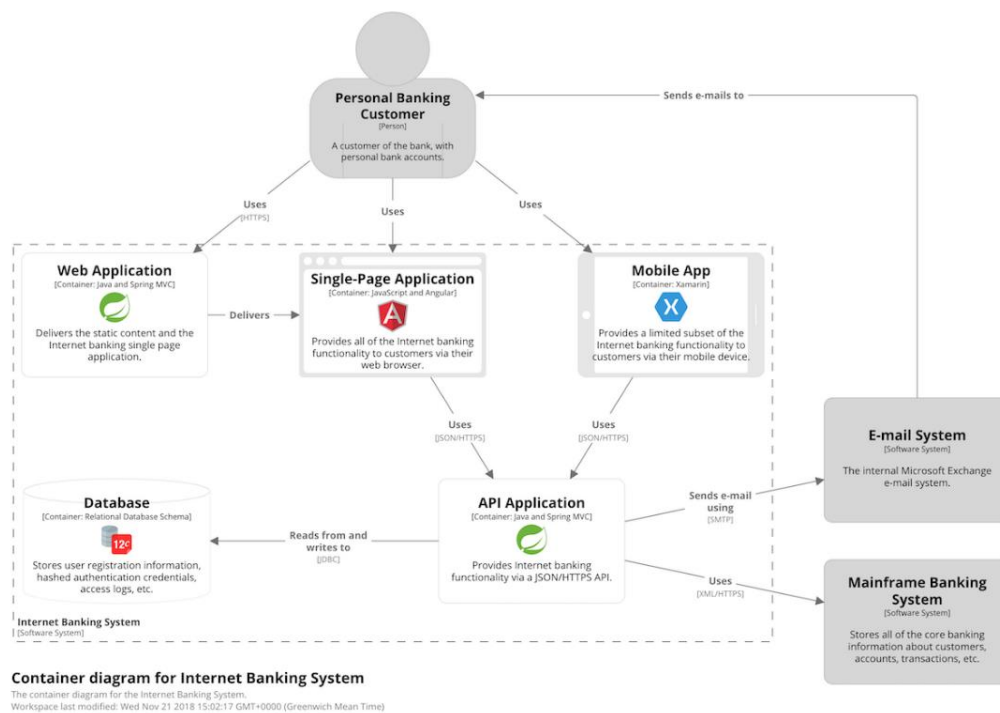 Personal Banking
Customer
[Person]
A customer of the bank, with
personal bank accounts.
Sends e-mails to
Uses
[HTTPS]
Uses
Uses
Web Application
[Container: Java and Spring MVC]
Delivers the static content and the
Internet banking single page
application.
Delivers
Single-Page Application
[Container: JavaScript and Angular]
Provides all of the Internet banking
functionality to customers via their
web browser.
Mobile App
[Container: Xamarin]
Provides a limited subset of the
Internet banking functionality to
customers via their mobile device.
Uses
[JSON/HTTPS]
Uses
[JSON/HTTPS]
E-mail System
[Software System]
The internal Microsoft Exchange
e-mail system.
Database
[Container: Relational Database Schema]
12c
Stores user registration information,
hashed authentication credentials,
access logs, etc.
Reads from and
writes to
[JDBC]
API Application
[Container: Java and Spring MVC]
Provides Internet banking
functionality via a JSON/HTTPS API.
Sends e-mail
using
[SMTP]
Uses
[XML/HTTPS]
Mainframe Banking
System
[Software System]
Stores all of the core banking
information about customers,
accounts, transactions, etc.
Internet Banking System
[Software System]
Container diagram for Internet Banking System
The container diagram for the Internet Banking System.
Workspace last modified: Wed Nov 21 2018 15:02:17 GMT+0000 (Greenwich Mean Time)